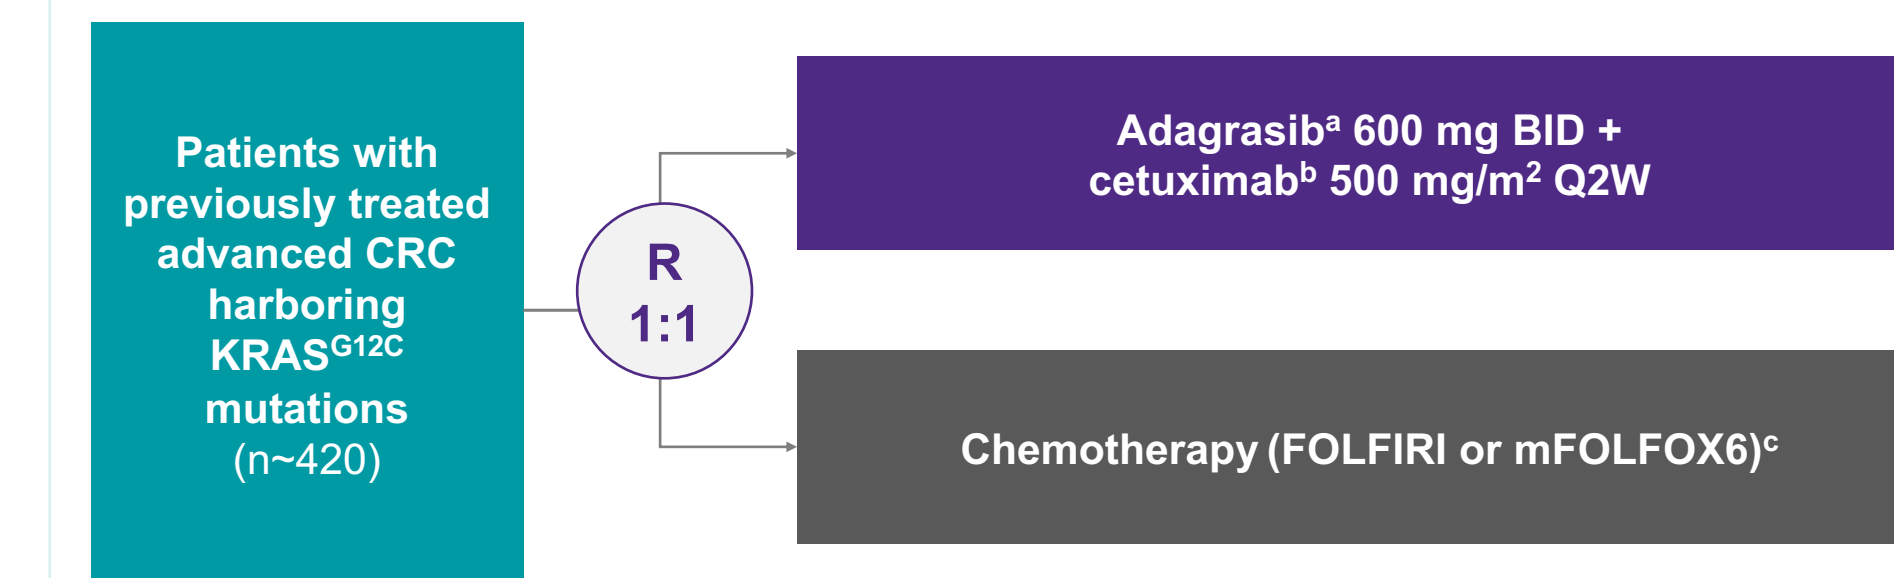 Patients with
previously treated
advanced CRC
harboring
KRASᴳ¹²ᶜ
mutations
(n~420)
R
1:1
Adagrasibᵃ 600 mg BID +
cetuximabᵇ 500 mg/m² Q2W
Chemotherapy (FOLFIRI or mFOLFOX6)ᶜ